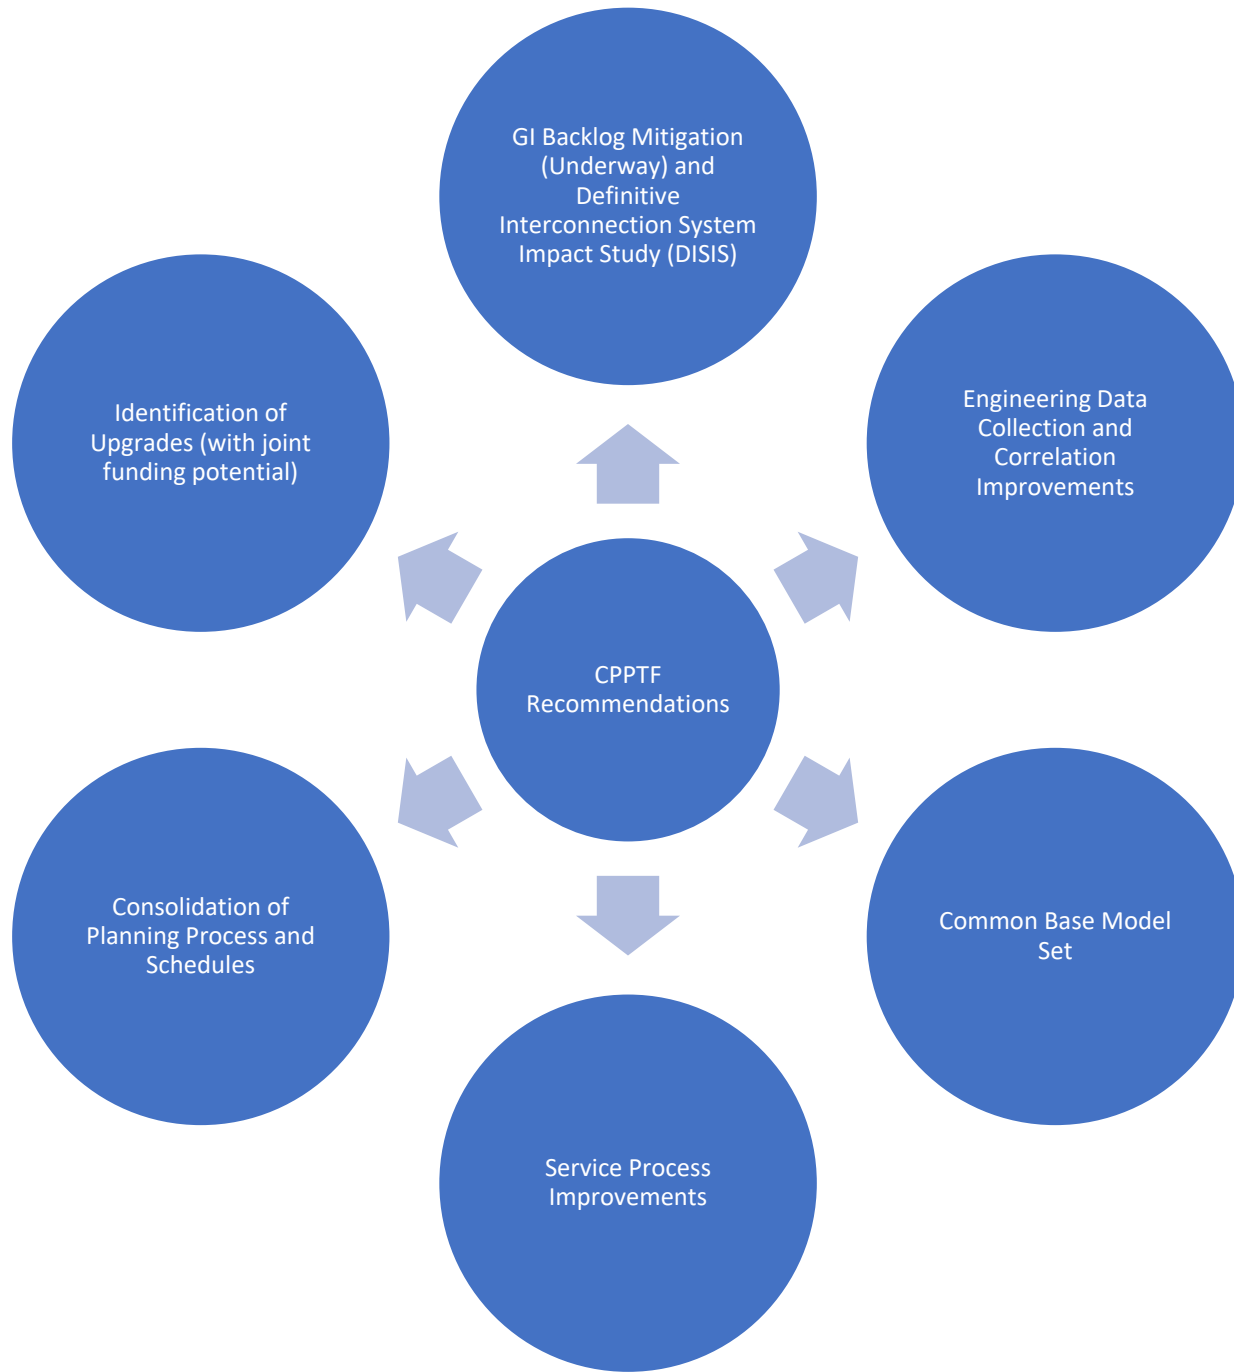 GI Backlog Mitigation
(Underway) and
Definitive
Interconnection System
Impact Study (DISIS)
Identification of
Upgrades (with joint
funding potential)
Engineering Data
Collection and
Correlation
Improvements
CPPTF
Recommendations
Consolidation of
Planning Process and
Schedules
Common Base Model
Set
Service Process
Improvements